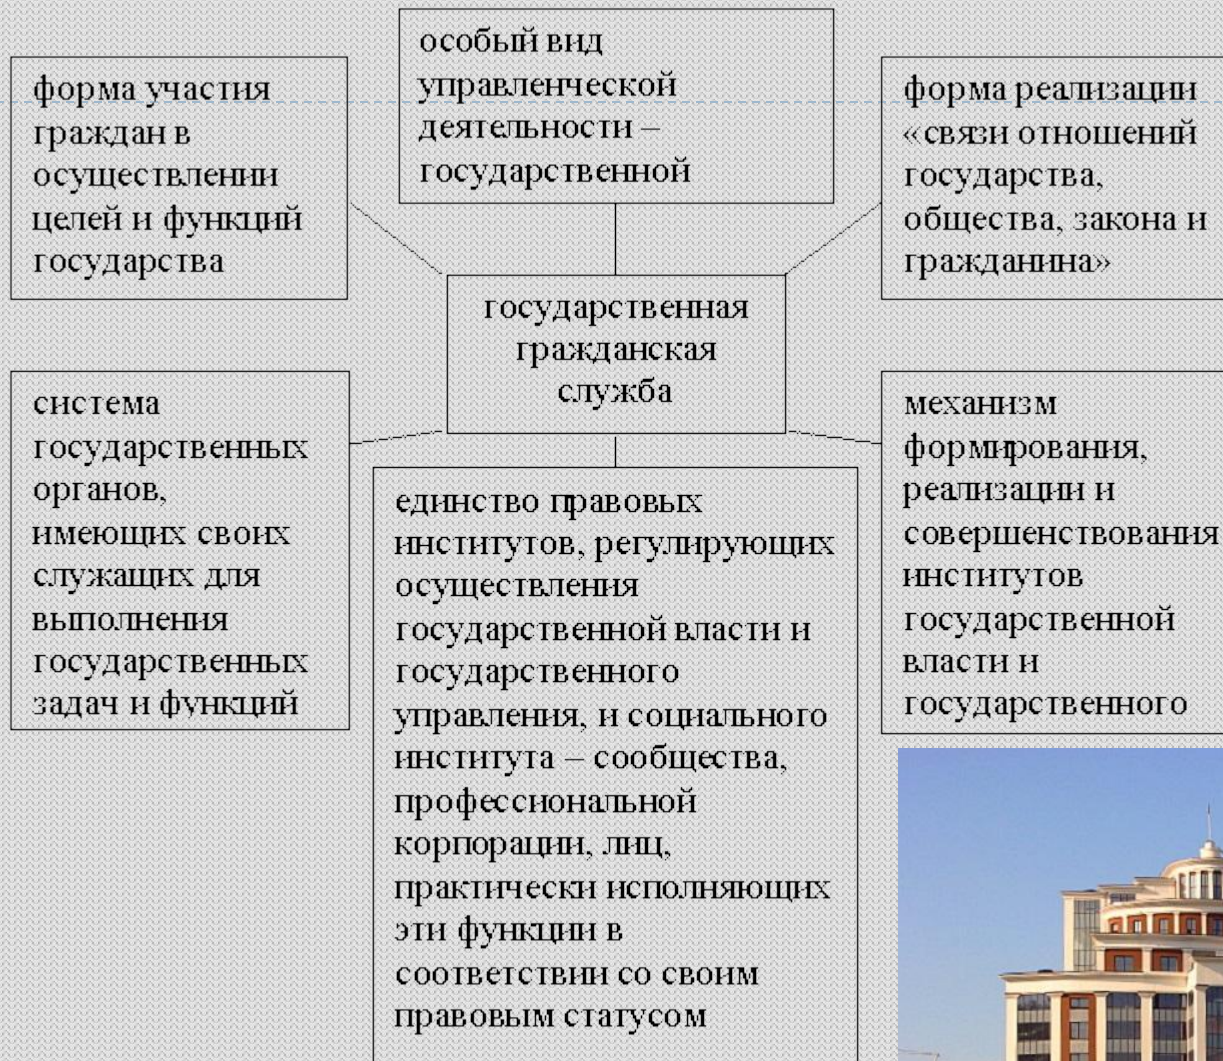 особый вид
управленческой
деятельности –
государственной
форма участия
граждан в
осуществлении
целей и функций
государства
форма реализации
«связи отношений
государства,
общества, закона и
гражданина»
государственная
гражданская
служба
система
государственных
органов,
имеющих своих
служащих для
выполнения
государственных
задач и функций
единство правовых
институтов, регулирующих
осуществления
государственной власти и
государственного
управления, и социального
института – сообщества,
профессиональной
корпорации, лиц,
практически исполняющих
эти функции в
соответствии со своим
правовым статусом
механизм
формирования,
реализации и
совершенствования
институтов
государственной
власти и
государственного